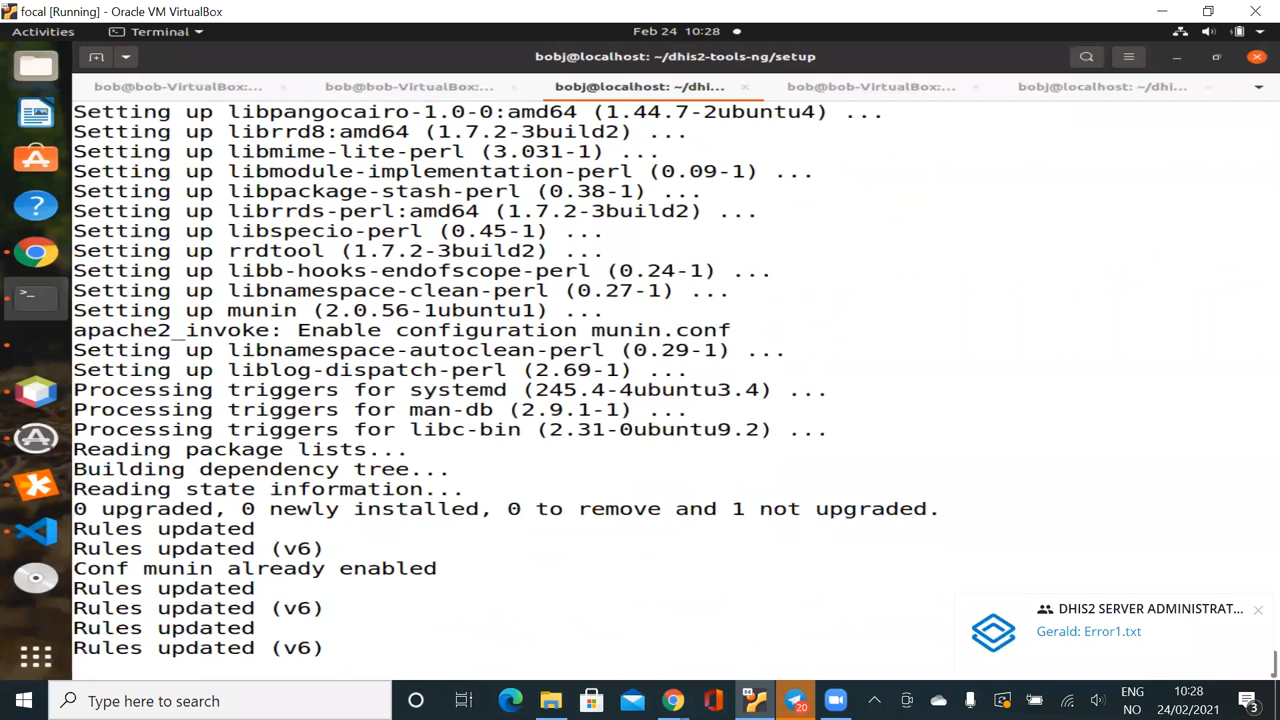 focal [Running] - Oracle VM VirtualBox
Activities
Terminal
Feb 24 10:28
bobj@localhost: ~/dhis2-tools-ng/setup
bob@bob-VirtualBox:...
bob@bob-VirtualBox:...
bobj@localhost: ~/dhi...
bob@bob-VirtualBox:...
bobj@localhost: ~/dhi...
Setting up libpangocairo-1.0-0:amd64 (1.44.7-2ubuntu4) ...
Setting up librrd8:amd64 (1.7.2-3build2) ...
Setting up libmime-lite-perl (3.031-1) ...
Setting up libmodule-implementation-perl (0.09-1) ...
Setting up libpackage-stash-perl (0.38-1) ...
Setting up librrds-perl:amd64 (1.7.2-3build2) ...
Setting up libspecio-perl (0.45-1) ...
Setting up rrdtool (1.7.2-3build2) ...
Setting up libb-hooks-endofscope-perl (0.24-1) ...
Setting up libnamespace-clean-perl (0.27-1) ...
Setting up munin (2.0.56-1ubuntu1) ...
apache2_invoke: Enable configuration munin.conf
Setting up libnamespace-autoclean-perl (0.29-1) ...
Setting up liblog-dispatch-perl (2.69-1) ...
Processing triggers for systemd (245.4-4ubuntu3.4) ...
Processing triggers for man-db (2.9.1-1) ...
Processing triggers for libc-bin (2.31-0ubuntu9.2) ...
Reading package lists...
Building dependency tree...
Reading state information...
0 upgraded, 0 newly installed, 0 to remove and 1 not upgraded.
Rules updated
Rules updated (v6)
Conf munin already enabled
Rules updated
Rules updated (v6)
Rules updated
Rules updated (v6)
DHIS2 SERVER ADMINISTRAT...
Gerald: Error1.txt
Type here to search
20
ENG
NO
10:28
24/02/2021
3